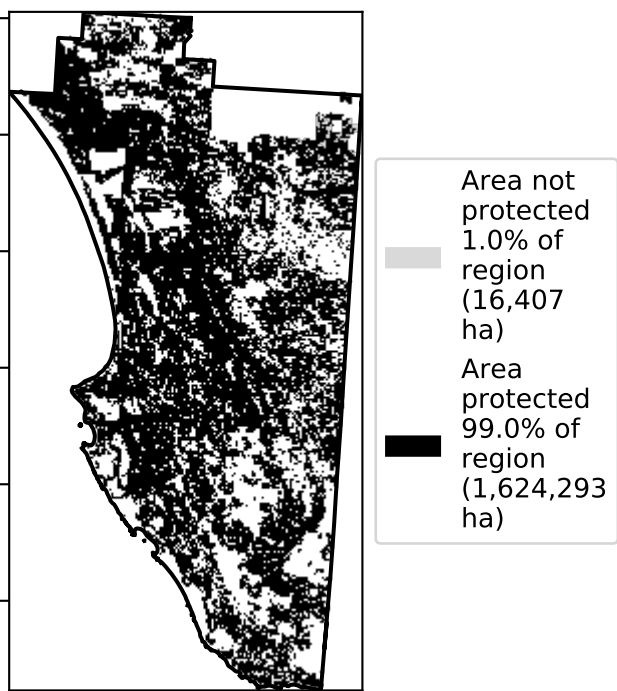 Area not
protected
1.0% of
region
(16,407
ha)
Area
protected
99.0% of
region
(1,624,293
ha)